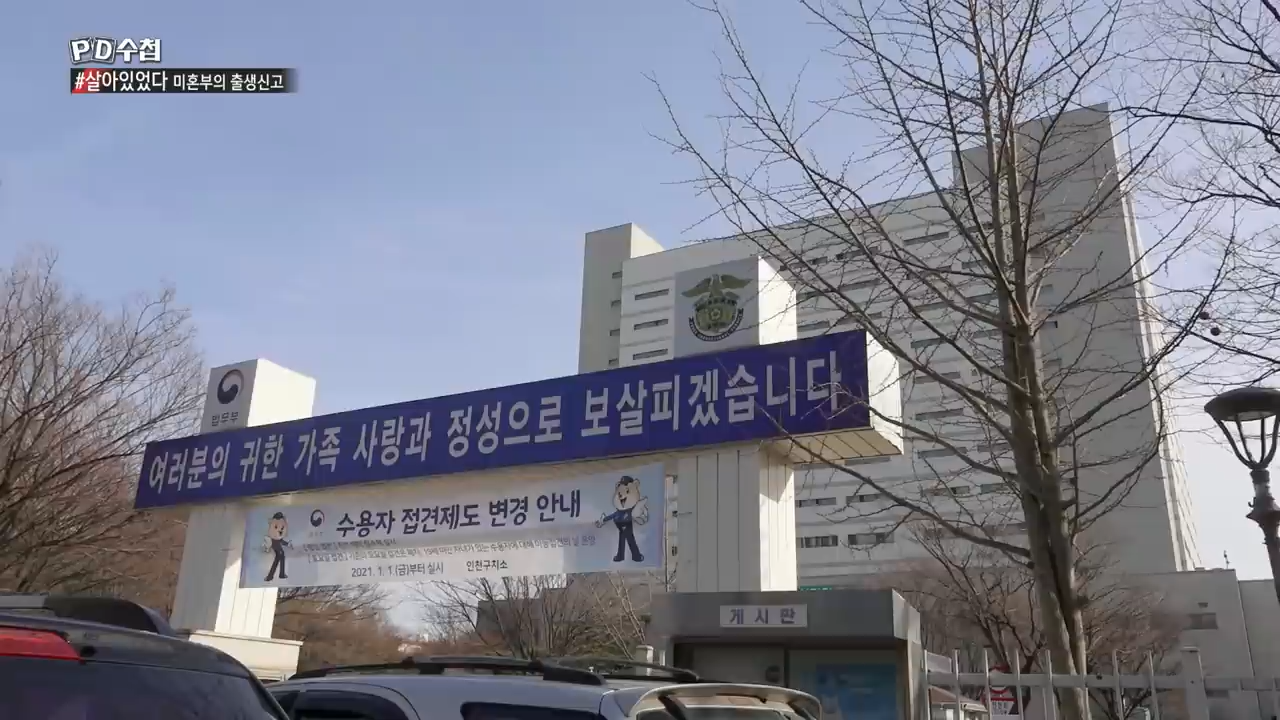 PD수첩
#살아있었다 미혼부의 출생신고
법무부
여러분의 귀한 가족 사랑과 정성으로 보살피겠습니다
수용자 접견제도 변경 안내
2021. 1. 1(금)부터 실시 인천구치소
게시판